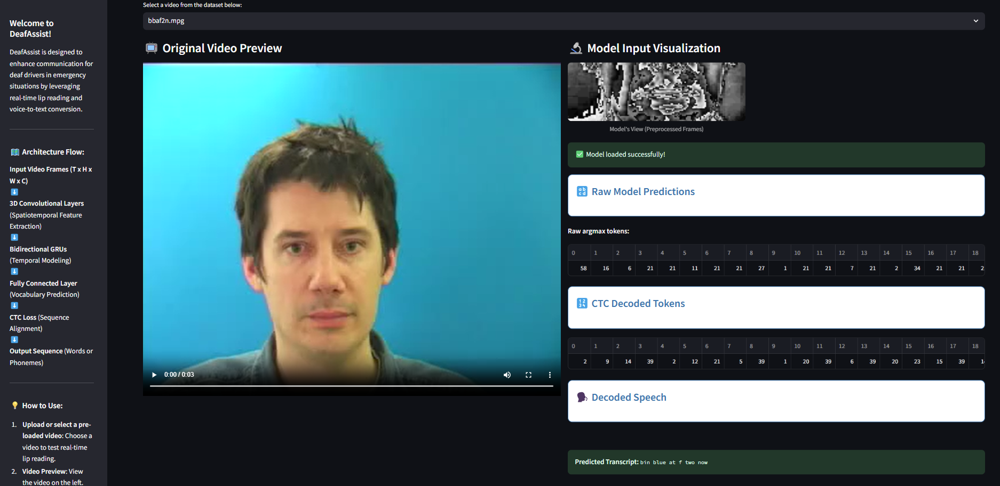 Welcome to
DeafAssist!
DeafAssist is designed to
enhance communication for
deaf drivers in emergency
situations by leveraging
real-time lip reading and
voice-to-text conversion.
Architecture Flow:
Input Video Frames (T x H x
W x C)
3D Convolutional Layers
(Spatiotemporal Feature
Extraction)
Bidirectional GRUs
(Temporal Modeling)
Fully Connected Layer
(Vocabulary Prediction)
CTC Loss (Sequence
Alignment)
Output Sequence (Words or
Phonemes)
How to Use:
1. Upload or select a pre-
loaded video: Choose a
video to test real-time
lip reading.
2. Video Preview: View
the video on the left.
Select a video from the dataset below:
bbaf2n.mpg
Original Video Preview
0:00 / 0:03
Model Input Visualization
Model's View (Preprocessed Frames)
Model loaded successfully!
Raw Model Predictions
Raw argmax tokens:
0 1 2 3 4 5 6 7 8 9 10 11 12 13 14 15 16 17 18
58 16 6 21 21 11 21 21 27 1 21 21 7 21 2 34 21 21 2
CTC Decoded Tokens
0 1 2 3 4 5 6 7 8 9 10 11 12 13 14 15 16 17 18
2 9 14 39 2 12 21 5 39 1 20 39 6 39 20 23 15 39
Decoded Speech
Predicted Transcript: bin blue at f two now